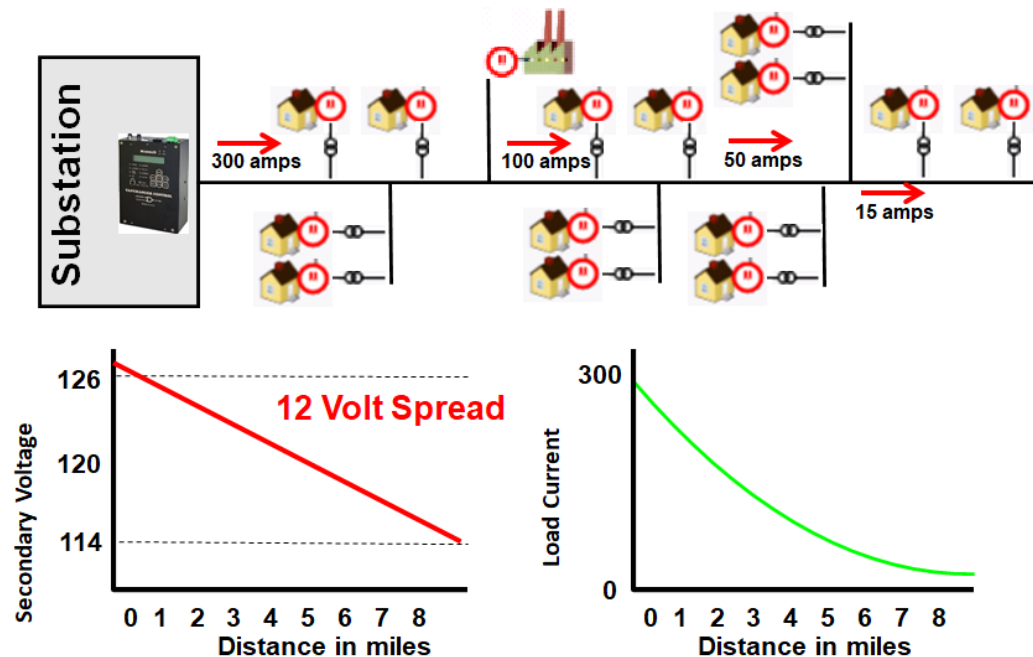 Substation
300 amps
100 amps
50 amps
15 amps
126
120
114
Secondary Voltage
12 Volt Spread
0 1 2 3 4 5 6 7 8
Distance in miles
300
0
Load Current
0 1 2 3 4 5 6 7 8
Distance in miles